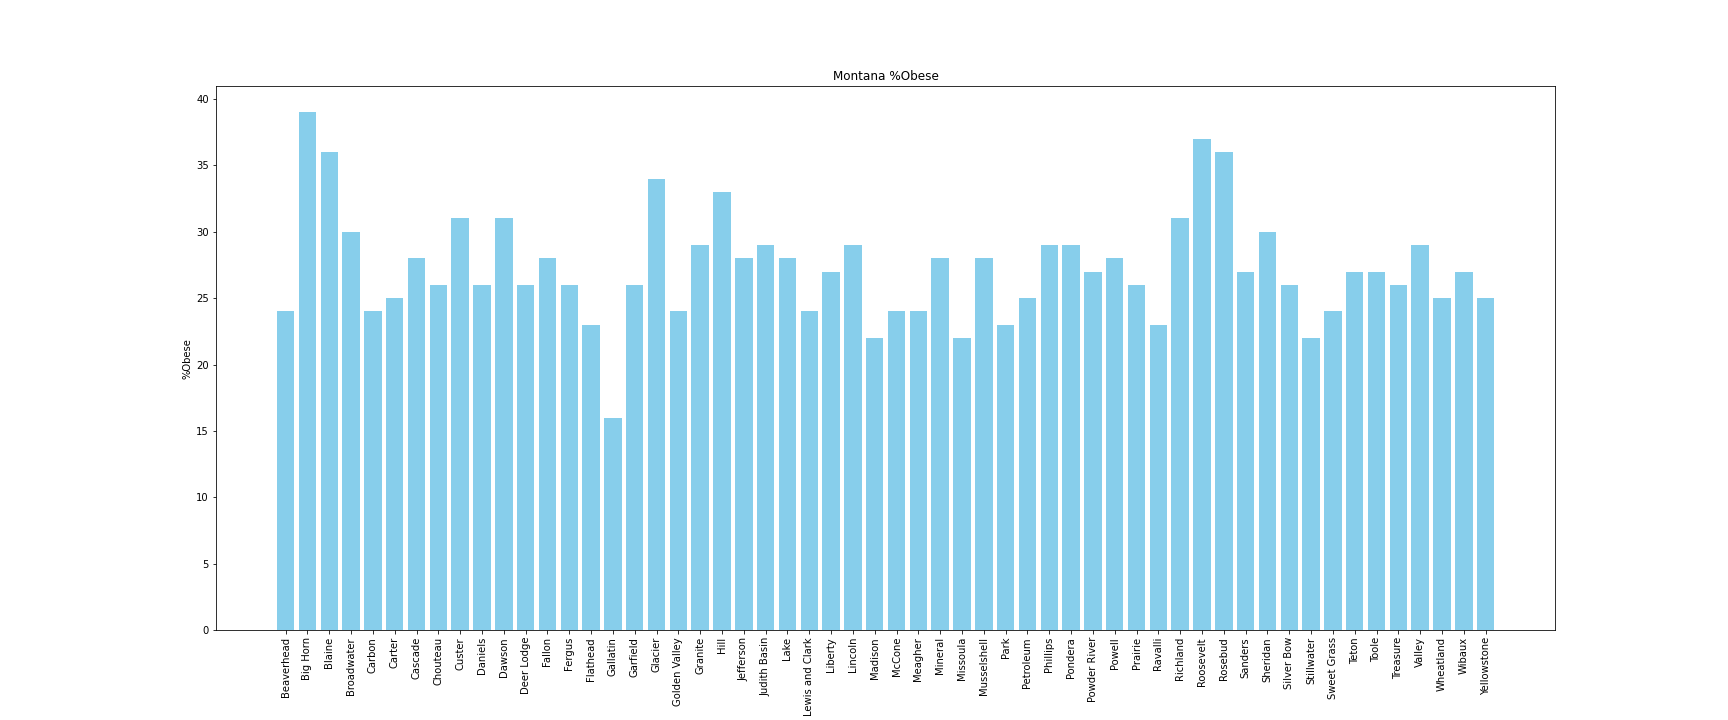 Montana %Obese
40
35
30
25
20
15
10
5
0
%Obese
Beaverhead
Big Horn
Blaine
Broadwater
Carbon
Carter
Cascade
Chouteau
Custer
Daniels
Dawson
Deer Lodge
Fallon
Fergus
Flathead
Gallatin
Garfield
Glacier
Golden Valley
Granite
Hill
Jefferson
Judith Basin
Lake
Lewis and Clark
Liberty
Lincoln
Madison
McCone
Meagher
Mineral
Missoula
Musselshell
Park
Petroleum
Phillips
Pondera
Powder River
Powell
Prairie
Ravalli
Richland
Roosevelt
Rosebud
Sanders
Sheridan
Silver Bow
Stillwater
Sweet Grass
Teton
Toole
Treasure
Valley
Wheatland
Wibaux
Yellowstone